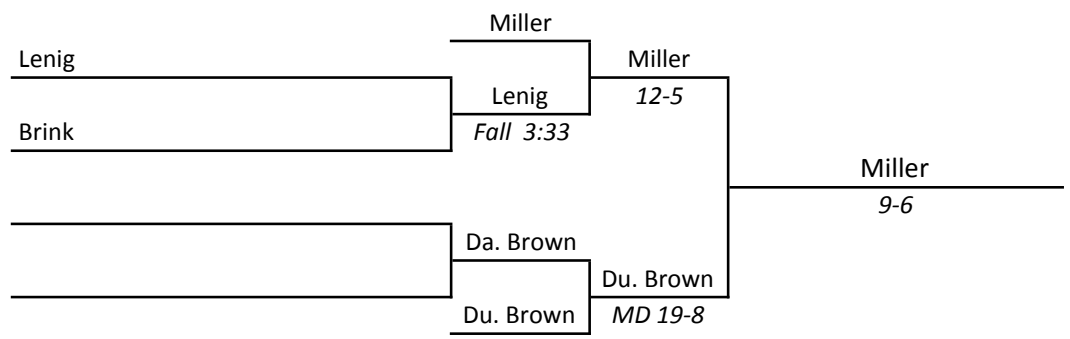 Miller
Lenig
Miller
Lenig
12-5
Brink
Fall 3:33
Miller
9-6
Da. Brown
Du. Brown
Du. Brown
MD 19-8